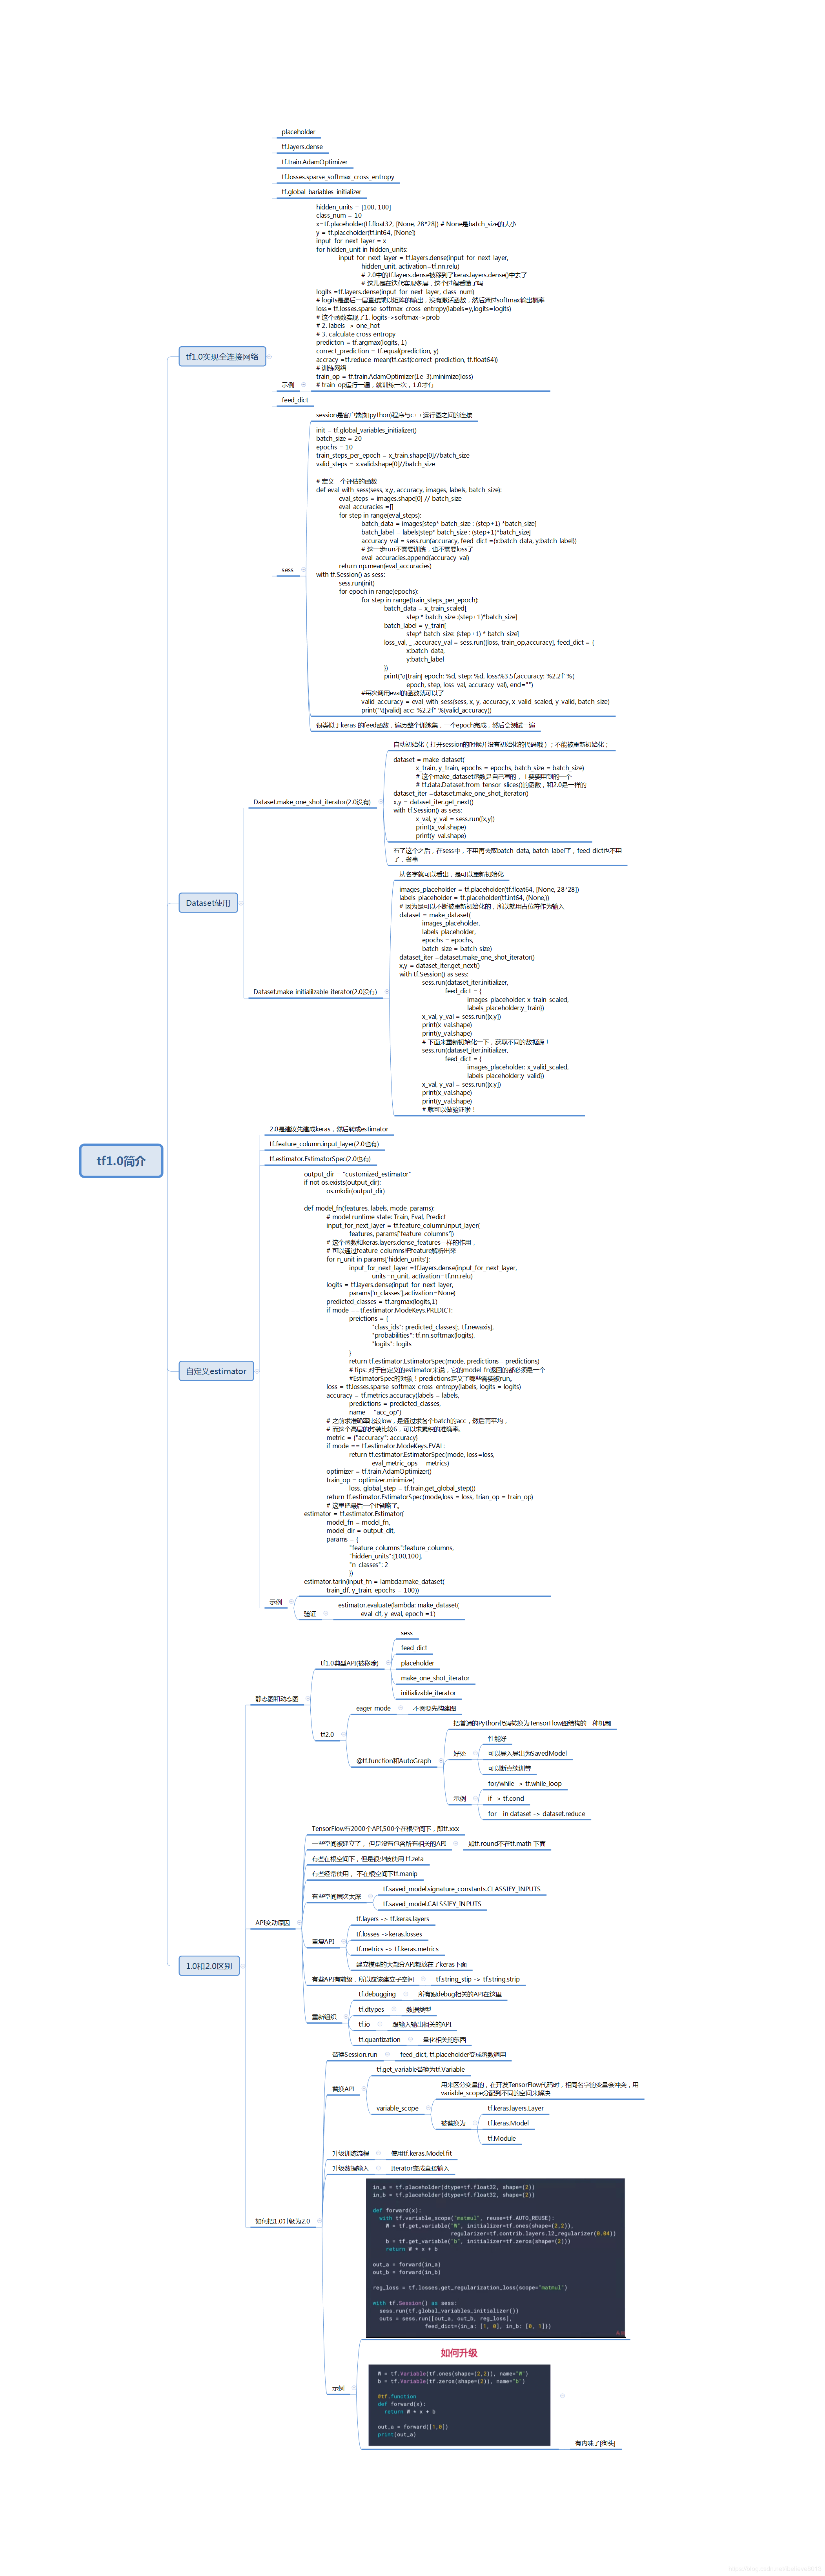 tf1.0简介
tf1.0实现全连接网络
placeholder
tf.layers.dense
tf.train.AdamOptimizer
tf.losses.sparse_softmax_cross_entropy
tf.global_bariables_initializer
示例
hidden_units = [100, 100]
class_num = 10
x=tf.placeholder(tf.float32, [None, 28*28]) # None是batch_size的大小
y = tf.placeholder(tf.int64, [None])
input_for_next_layer = x
for hidden_unit in hidden_units:
input_for_next_layer = tf.layers.dense(input_for_next_layer,
hidden_unit, activation=tf.nn.relu)
# 2.0中的tf.layers.dense被移到了keras.layers.dense()中去了
# 这儿是在迭代实现多层，这个过程看懂了吗
logits =tf.layers.dense(input_for_next_layer, class_num)
# logits是最后一层直接乘以矩阵的输出，没有激活函数，然后通过softmax输出概率
loss= tf.losses.sparse_softmax_cross_entropy(labels=y,logits=logits)
# 这个函数实现了1. logits->softmax->prob
# 2. labels -> one_hot
# 3. calculate cross entropy
predicton = tf.argmax(logits, 1)
correct_prediction = tf.equal(prediction, y)
accracy =tf.reduce_mean(tf.cast(correct_prediction, tf.float64))
# 训练网络
train_op = tf.train.AdamOptimizer(1e-3).minimize(loss)
# train_op运行一遍，就训练一次，1.0才有
feed_dict
sess
session是客户端(如python)程序与c++运行图之间的连接
init = tf.global_variables_initializer()
batch_size = 20
epochs = 10
train_steps_per_epoch = x_train.shape[0]//batch_size
valid_steps = x.valid.shape[0]//batch_size
# 定义一个评估的函数
def eval_with_sess(sess, x,y, accuracy, images, labels, batch_size):
eval_steps = images.shape[0] // batch_size
eval_accuracies =[]
for step in range(eval_steps):
batch_data = images[step* batch_size : (step+1) *batch_size]
batch_label = labels[step* batch_size : (step+1)*batch_size]
accuracy_val = sess.run(accuracy, feed_dict ={x:batch_data, y:batch_label})
# 这一步run不需要训练，也不需要loss了
eval_accuracies.append(accuracy_val)
return np.mean(eval_accuracies)
with tf.Session() as sess:
sess.run(init)
for epoch in range(epochs):
for step in range(train_steps_per_epoch):
batch_data = x_train_scaled[
step * batch_size :(step+1)*batch_size]
batch_label = y_train[
step* batch_size: (step+1) * batch_size]
loss_val, _ ,accuracy_val = sess.run([loss, train_op,accuracy], feed_dict = {
x:batch_data,
y:batch_label
})
print('\r[train] epoch: %d, step: %d, loss:%3.5f,accuracy: %2.2f' %(
epoch, step, loss_val, accuracy_val), end="")
#每次调用eval的函数就可以了
valid_accuracy = eval_with_sess(sess, x, y, accuracy, x_valid_scaled, y_valid, batch_size)
print("\t[valid] acc: %2.2f" %(valid_accuracy))
很类似于keras 的feed函数，遍历整个训练集，一个epoch完成，然后会测试一遍
Dataset使用
Dataset.make_one_shot_iterator(2.0没有)
自动初始化（打开session的时候并没有初始化的代码哦）；不能被重新初始化；
dataset = make_dataset(
x_train, y_train, epochs = epochs, batch_size = batch_size)
# 这个make_dataset函数是自己写的，主要要用到的一个
# tf.data.Dataset.from_tensor_slices()的函数，和2.0是一样的
dataset_iter =dataset.make_one_shot_iterator()
x,y = dataset_iter.get_next()
with tf.Session() as sess:
x_val, y_val = sess.run([x,y])
print(x_val.shape)
print(y_val.shape)
有了这个之后，在sess中，不用再去取batch_data, batch_label了，feed_dict也不用
了，省事
Dataset.make_initialilzable_iterator(2.0没有)
从名字就可以看出，是可以重新初始化
images_placeholder = tf.placeholder(tf.float64, [None, 28*28])
labels_placeholder = tf.placeholder(tf.int64, (None,))
# 因为是可以不断被重新初始化的，所以就用占位符作为输入
dataset = make_dataset(
images_placeholder,
labels_placeholder,
epochs = epochs,
batch_size = batch_size)
dataset_iter =dataset.make_one_shot_iterator()
x,y = dataset_iter.get_next()
with tf.Session() as sess:
sess.run(dataset_iter.initializer,
feed_dict = {
images_placeholder: x_train_scaled,
labels_placeholder:y_train})
x_val, y_val = sess.run([x,y])
print(x_val.shape)
print(y_val.shape)
# 下面来重新初始化一下，获取不同的数据源！
sess.run(dataset_iter.initializer,
feed_dict = {
images_placeholder: x_valid_scaled,
labels_placeholder:y_valid})
x_val, y_val = sess.run([x,y])
print(x_val.shape)
print(y_val.shape)
# 就可以做验证啦！
自定义estimator
2.0是建议先建成keras，然后转成estimator
tf.feature_column.input_layer(2.0也有)
tf.estimator.EstimatorSpec(2.0也有)
示例
output_dir = "customized_estimator"
if not os.exists(output_dir):
os.mkdir(output_dir)
def model_fn(features, labels, mode, params):
# model runtime state: Train, Eval, Predict
input_for_next_layer = tf.feature_column.input_layer(
features, params['feature_columns'])
# 这个函数和keras.layers.dense_features一样的作用，
# 可以通过feature_columns把feature解析出来
for n_unit in params['hidden_units']:
input_for_next_layer =tf.layers.dense(input_for_next_layer,
units=n_unit, activation=tf.nn.relu)
logits = tf.layers.dense(input_for_next_layer,
params['n_classes'],activation=None)
predicted_classes = tf.argmax(logits,1)
if mode ==tf.estimator.ModeKeys.PREDICT:
preictions = {
"class_ids": predicted_classes[:, tf.newaxis],
"probabilities": tf.nn.softmax(logits),
"logits": logits
}
return tf.estimator.EstimatorSpec(mode, predictions= predictions)
# tips: 对于自定义的estimator来说，它的model_fn返回的都必须是一个
#EstimatorSpec的对象！predictions定义了哪些需要被run。
loss = tf.losses.sparse_softmax_cross_entropy(labels, logits = logits)
accuracy = tf.metrics.accuracy(labels = labels,
predictions = predicted_classes,
name = "acc_op")
# 之前求准确率比较low，是通过求各个batch的acc，然后再平均，
# 而这个高层的封装比较6，可以求累积的准确率。
metric = {"accuracy": accuracy}
if mode == tf.estimator.ModeKeys.EVAL:
return tf.estimator.EstimatorSpec(mode, loss=loss,
eval_metric_ops = metrics)
optimizer = tf.train.AdamOptimizer()
train_op = optimizer.minimize(
loss, global_step = tf.train.get_global_step())
return tf.estimator.EstimatorSpec(mode,loss = loss, trian_op = train_op)
# 这里把最后一个if省略了。
estimator = tf.estimator.Estimator(
model_fn = model_fn,
model_dir = output_dit,
params = {
"feature_columns":feature_columns,
"hidden_units":[100,100],
"n_classes": 2
})
estimator.tarin(input_fn = lambda:make_dataset(
train_df, y_train, epochs = 100))
验证
estimator.evaluate(lambda: make_dataset(
eval_df, y_eval, epoch =1)
1.0和2.0区别
静态图和动态图
tf1.0典型API(被移除)
sess
feed_dict
placeholder
make_one_shot_iterator
initializable_iterator
tf2.0
eager mode
不需要先构建图
@tf.function和AutoGraph
把普通的Python代码转换为TensorFlow图结构的一种机制
好处
性能好
可以导入导出为SavedModel
可以断点续训等
示例
for/while -> tf.while_loop
if -> tf.cond
for _ in dataset -> dataset.reduce
API变动原因
TensorFlow有2000个API,500个在根空间下，即tf.xxx
一些空间被建立了，但是没有包含所有相关的API
如tf.round不在tf.math 下面
有些在根空间下，但是很少被使用 tf.zeta
有些经常使用，不在根空间下tf.manip
有些空间层次太深
tf.saved_model.signature_constants.CLASSIFY_INPUTS
tf.saved_model.CALSSIFY_INPUTS
重复API
tf.layers -> tf.keras.layers
tf.losses ->keras.losses
tf.metrics -> tf.keras.metrics
建立模型的大部分API都放在了keras下面
有些API有前缀，所以应该建立子空间
tf.string_stip -> tf.string.strip
重新组织
tf.debugging
所有跟debug相关的API在这里
tf.dtypes
数据类型
tf.io
跟输入输出相关的API
tf.quantization
量化相关的东西
如何把1.0升级为2.0
替换Session.run
feed_dict, tf.placeholder变成函数调用
替换API
tf.get_variable替换为tf.Variable
variable_scope
用来区分变量的，在开发TensorFlow代码时，相同名字的变量会冲突，用
variable_scope分配到不同的空间来解决
被替换为
tf.keras.layers.Layer
tf.keras.Model
tf.Module
升级训练流程
使用tf.keras.Model.fit
升级数据输入
Iterator变成直接输入
示例
in_a = tf.placeholder(dtype=tf.float32, shape=(2))
in_b = tf.placeholder(dtype=tf.float32, shape=(2))
def forward(x):
with tf.variable_scope("matmul", reuse=tf.AUTO_REUSE):
W = tf.get_variable("W", initializer=tf.ones(shape=(2,2)),
regularizer=tf.contrib.layers.l2_regularizer(0.04))
b = tf.get_variable("b", initializer=tf.zeros(shape=(2)))
return W * x + b
out_a = forward(in_a)
out_b = forward(in_b)
reg_loss = tf.losses.get_regularization_loss(scope="matmul")
with tf.Session() as sess:
sess.run(tf.global_variables_initializer())
outs = sess.run([out_a, out_b, reg_loss],
feed_dict={in_a: [1, 0], in_b: [0, 1]})
如何升级
W = tf.Variable(tf.ones(shape=(2,2)), name="W")
b = tf.Variable(tf.zeros(shape=(2)), name="b")
@tf.function
def forward(x):
return W * x + b
out_a = forward([1,0])
print(out_a)
有内味了[狗头]